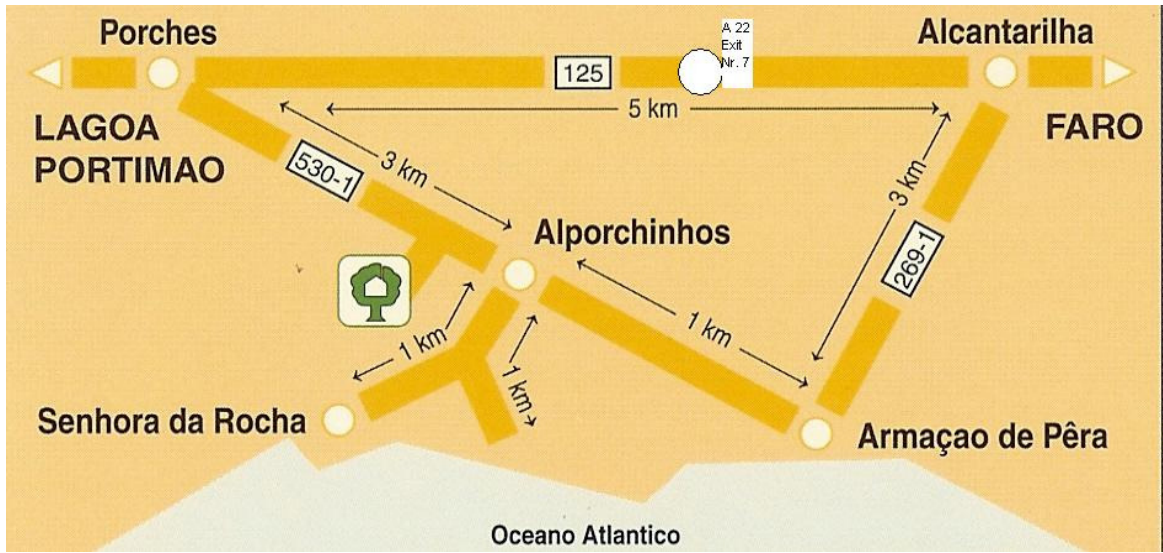 Porches
A 22
Exit
Nr. 7
Alcantarilha
125
5 km
LAGOA
PORTIMAO
FARO
530-1
3 km
3 km
Alporchinhos
269-1
1 km
1 km
1 km
Senhora da Rocha
Armaçao de Pêra
Oceano Atlantico